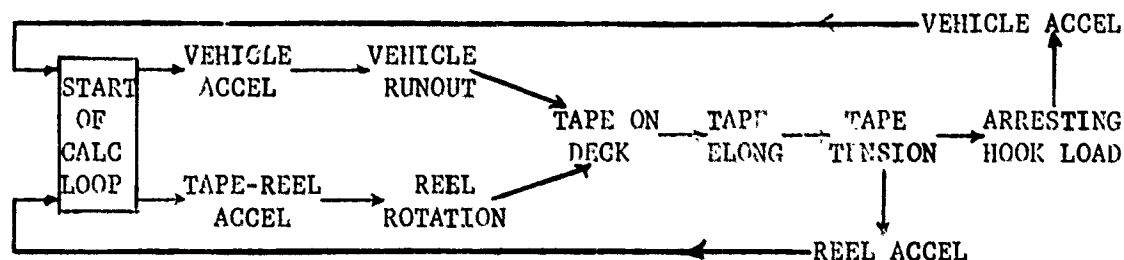 VEHICLE ACCEL
START
OF
CALC
LOOP
VEHICLE
ACCEL
VEHICLE
RUNOUT
TAPE ON
DECK
TAPE
ELONG
TAPE
TENSION
ARRESTING
HOOK LOAD
TAPE-REEL
ACCEL
REEL
ROTATION
REEL ACCEL